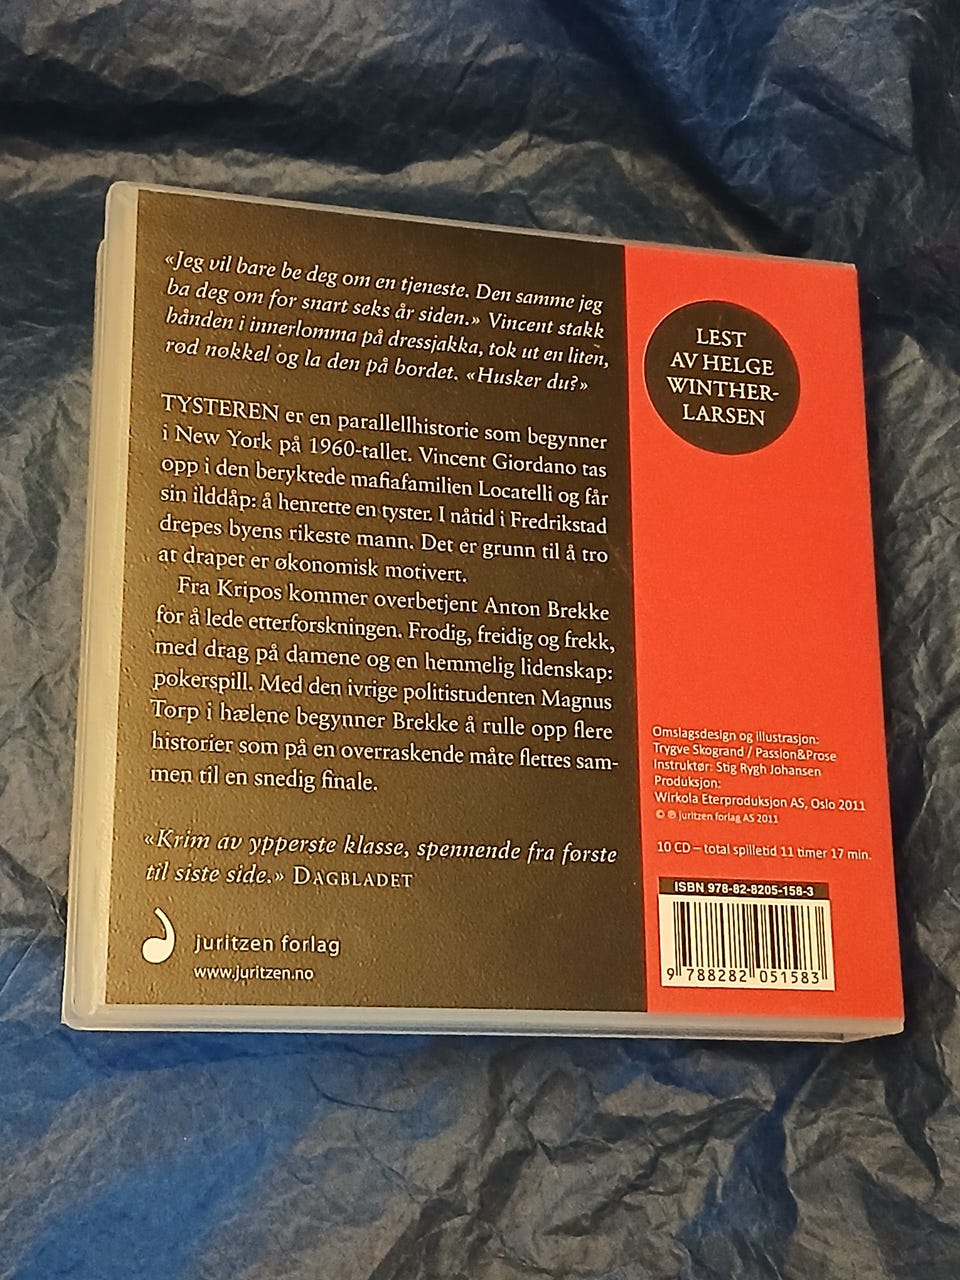 «Jeg vil bare be deg om en tjeneste. Den samme jeg
ba deg om for snart seks år siden.» Vincent stakk
hånden i innerlomma på dressjakka, tok ut en liten,
rød nøkkel og la den på bordet. «Husker du?»
TYSTEREN er en parallellhistorie som begynner
i New York på 1960-tallet. Vincent Giordano tas
opp i den beryktede mafiafamilien Locatelli og får
sin ilddåp: å henrette en tyster. I nåtid i Fredrikstad
drepes byens rikeste mann. Det er grunn til å tro
at drapet er økonomisk motivert.
Fra Kripos kommer overbetjent Anton Brekke
for å lede etterforskningen. Frodig, freidig og frekk,
med drag på damene og en hemmelig lidenskap:
pokerspill. Med den ivrige politistudenten Magnus
Torp i hælene begynner Brekke å rulle opp flere
historier som på en overraskende måte flettes sam-
men til en snedig finale.
«Krim av ypperste klasse, spennende fra første
til siste side.» DAGBLADET
juritzen forlag
www.juritzen.no
LEST
AV HELGE
WINTHER-
LARSEN
Omslagsdesign og illustrasjon:
Trygve Skogrand / Passion&Prose
Instruktør: Stig Rygh Johansen
Produksjon:
Wirkola Eterproduksjon AS, Oslo 2011
© ℗ juritzen forlag AS 2011
10 CD – total spilletid 11 timer 17 min.
ISBN 978-82-8205-158-3
9 788282 051583